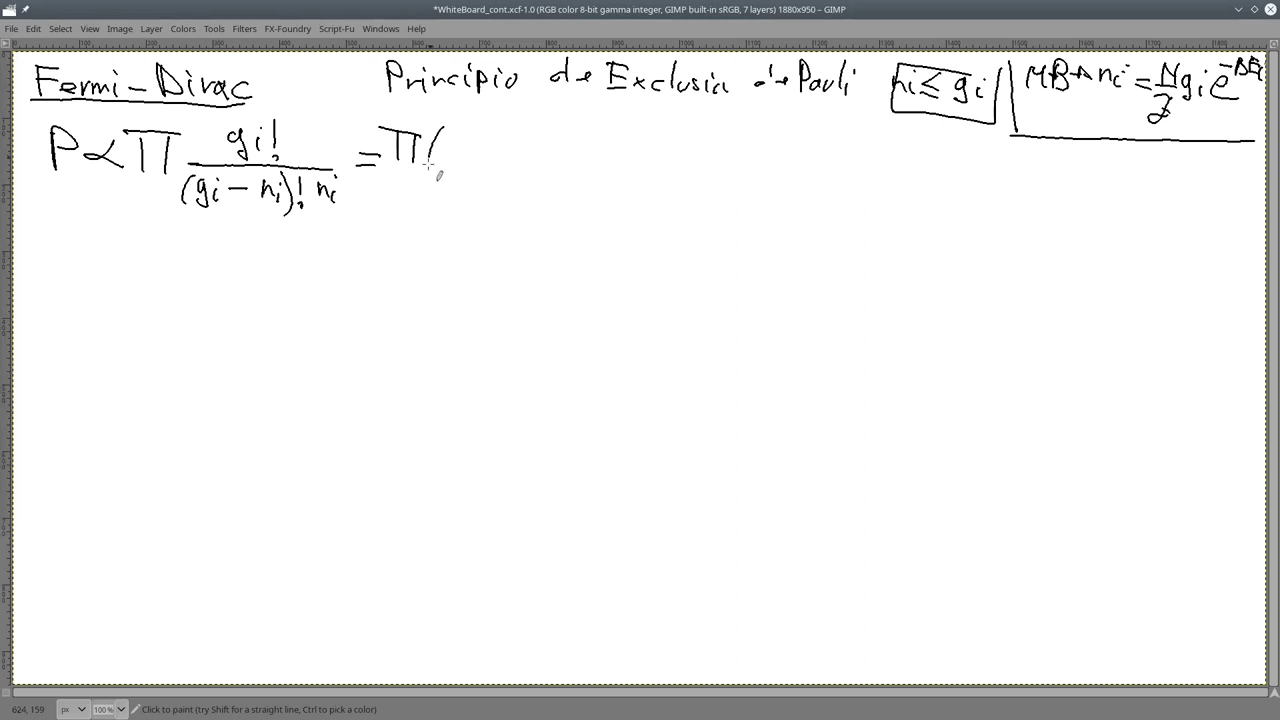 *WhiteBoard_cont.xcf-1.0 (RGB color 8-bit gamma integer, GIMP built-in sRGB, 7 layers) 1880x950 – GIMP
File Edit Select View Image Layer Colors Tools Filters FX-Foundry Script-Fu Windows Help
Fermi-Dirac Principio de Exclusia de Pauli ni ≤ gi MB→ ni = N/Z gi e^-βEi
P ∝ Π gi! / (gi − ni)! ni = Π(
624, 159 px 100% Click to paint (try Shift for a straight line, Ctrl to pick a color)